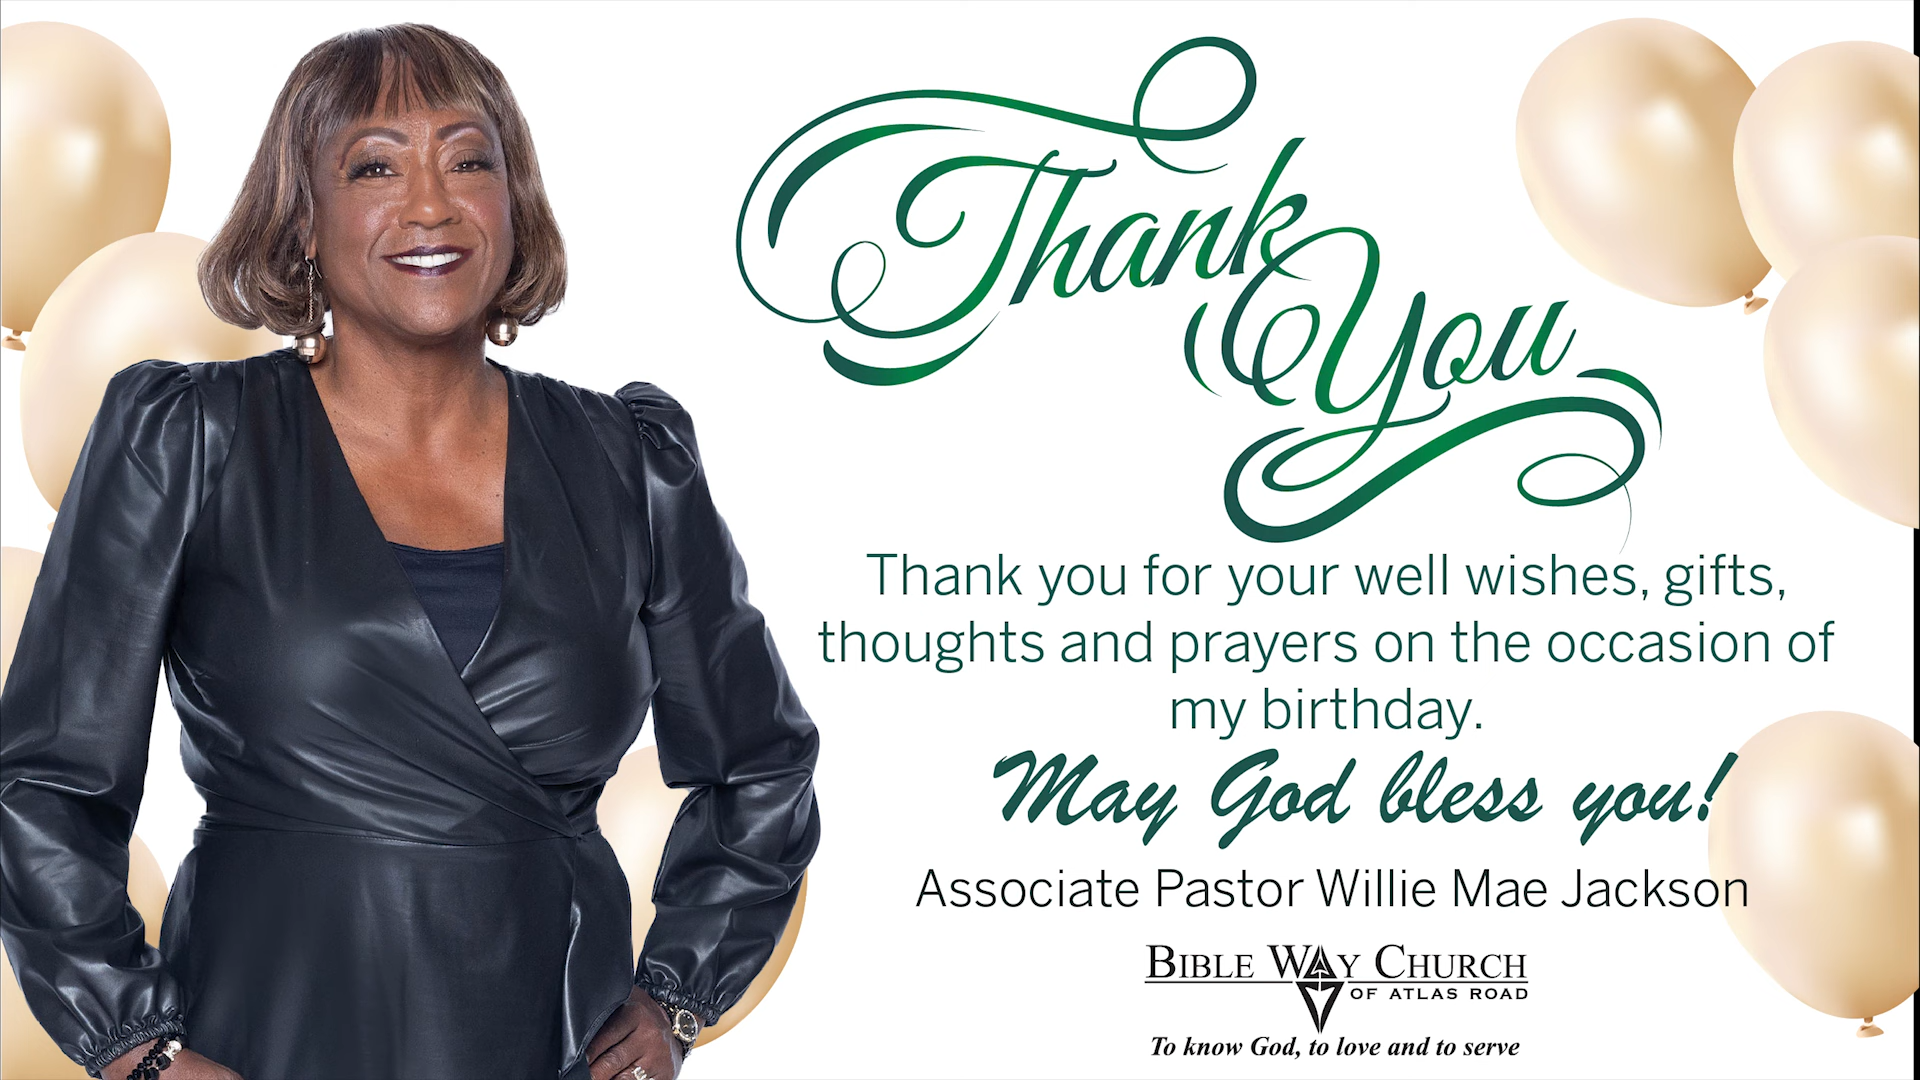 Thank
You
Thank you for your well wishes, gifts,
thoughts and prayers on the occasion of
my birthday.
May God bless you!
Associate Pastor Willie Mae Jackson
BIBLE WAY CHURCH
OF ATLAS ROAD
To know God, to love and to serve